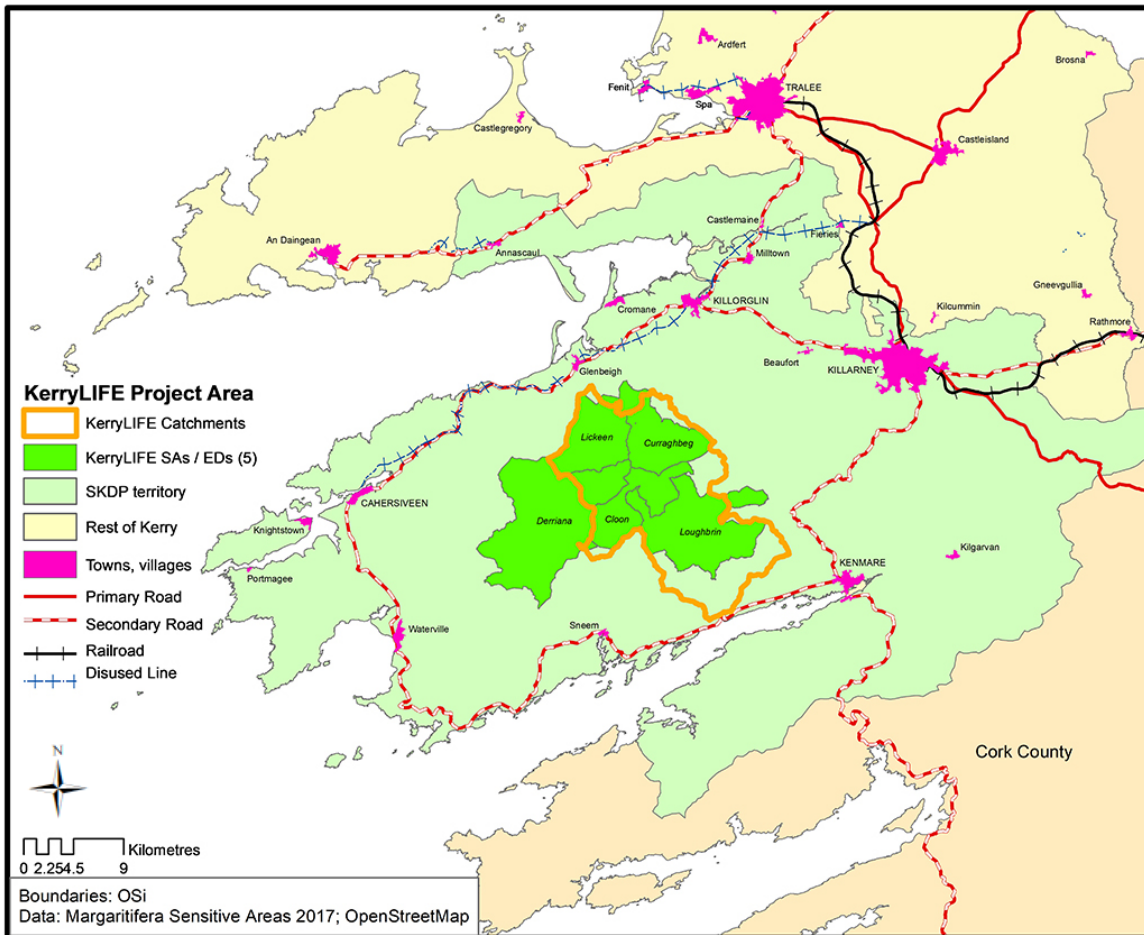 Ardfert
Brosna
Fenit
Spa
TRALEE
Castlegregory
Castleisland
Castlemaine
Fieries
An Daingean
Annascaul
Milltown
Gneevgullia
Cromane
KILLORGLIN
Kilcummin
Rathmore
Beaufort
KILLARNEY
Glenbeigh
KerryLIFE Project Area
KerryLIFE Catchments
KerryLIFE SAs / EDs (5)
SKDP territory
Rest of Kerry
Towns, villages
Primary Road
Secondary Road
Railroad
Disused Line
Lickeen
Curraghbeg
CAHERSIVEEN
Knightstown
Derriana
Cloon
Loughbrin
Portmagee
Kilgarvan
KENMARE
Waterville
Sneem
Cork County
N
Kilometres
0 2.254.5 9
Boundaries: OSi
Data: Margaritifera Sensitive Areas 2017; OpenStreetMap